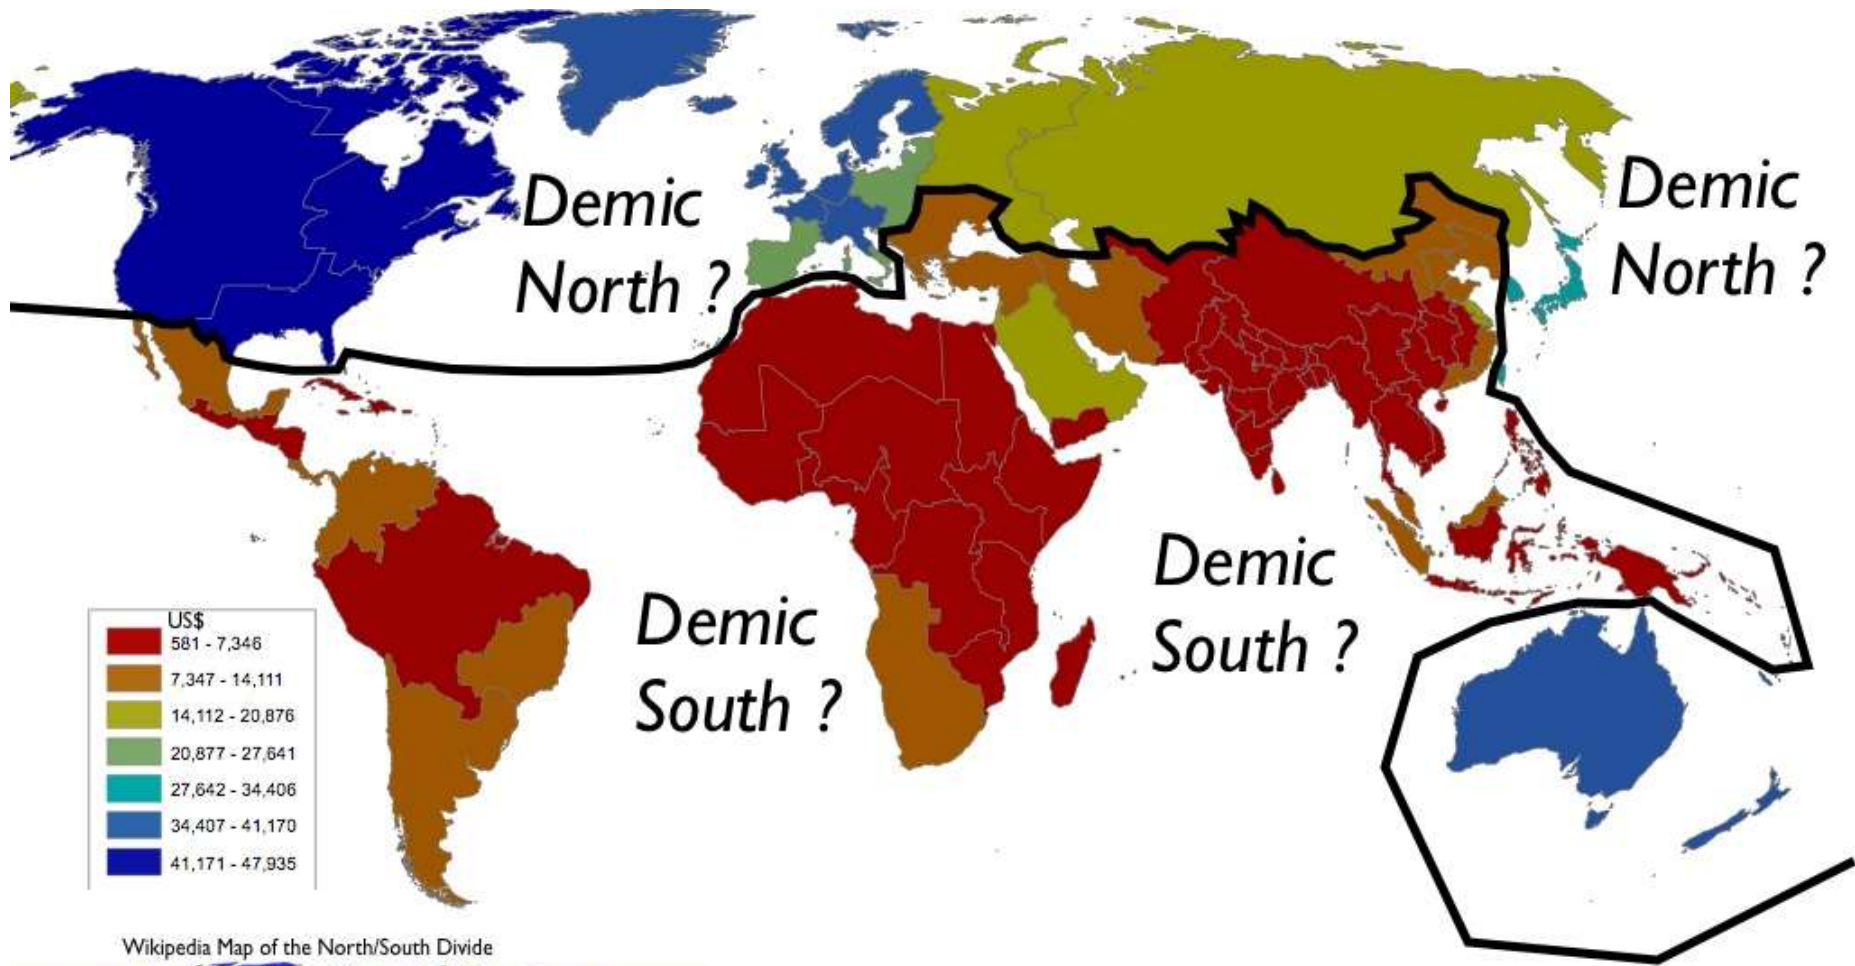 Demic
North ?
Demic
North ?
Demic
South ?
Demic
South ?
US$
581 - 7,346
7,347 - 14,111
14,112 - 20,876
20,877 - 27,641
27,642 - 34,406
34,407 - 41,170
41,171 - 47,935
Wikipedia Map of the North/South Divide